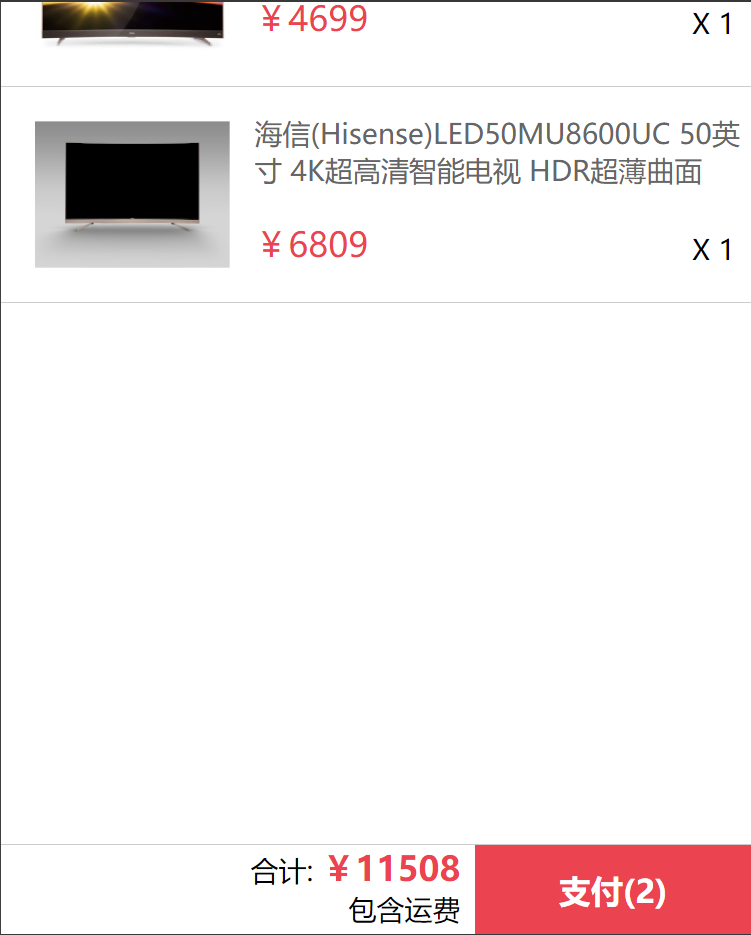 ￥4699
X 1
海信(Hisense)LED50MU8600UC 50英
寸 4K超高清智能电视 HDR超薄曲面
￥6809
X 1
合计: ￥11508
包含运费
支付(2)